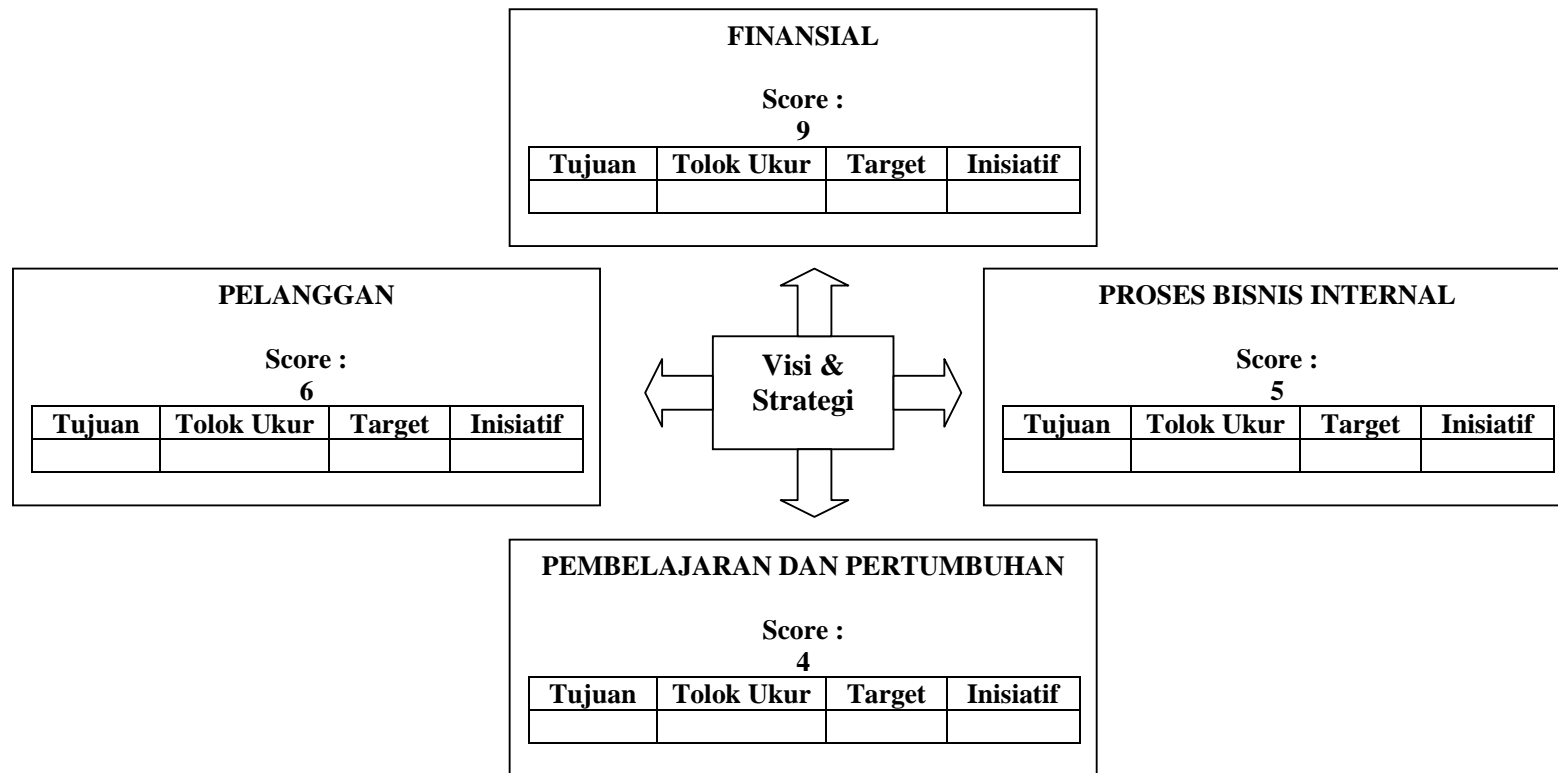 FINANSIAL
Score :
9
Tujuan Tolok Ukur Target Inisiatif
PELANGGAN
Score :
6
Tujuan Tolok Ukur Target Inisiatif
Visi &
Strategi
PROSES BISNIS INTERNAL
Score :
5
Tujuan Tolok Ukur Target Inisiatif
PEMBELAJARAN DAN PERTUMBUHAN
Score :
4
Tujuan Tolok Ukur Target Inisiatif